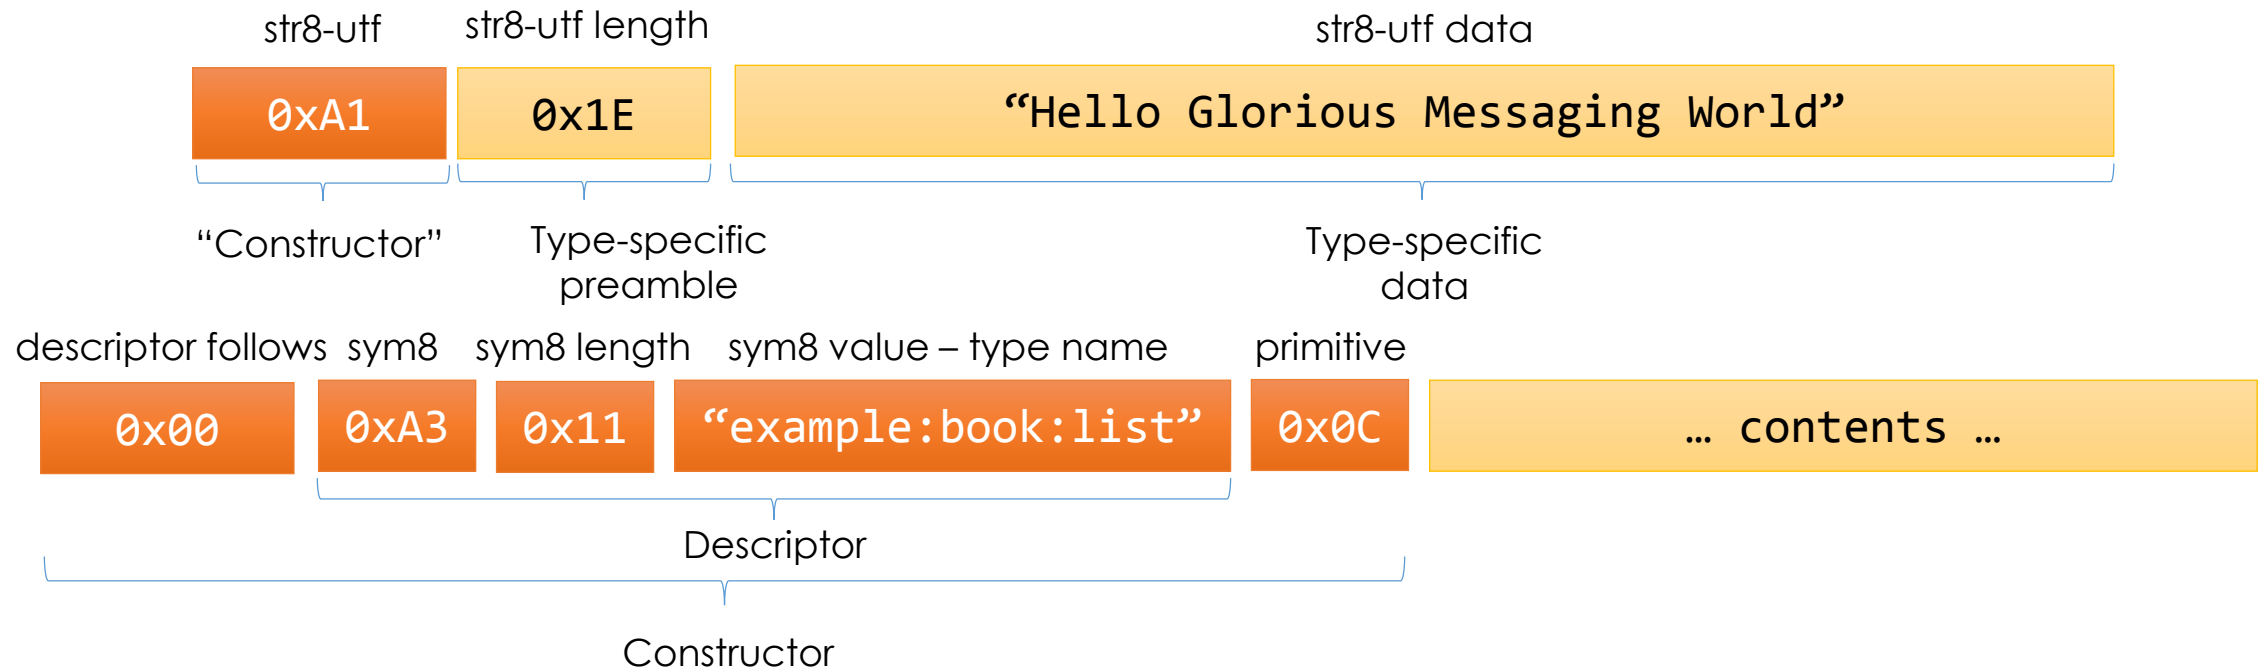 str8-utf str8-utf length str8-utf data
0xA1 0x1E “Hello Glorious Messaging World”
“Constructor” Type-specific preamble Type-specific data
descriptor follows sym8 sym8 length sym8 value – type name primitive
0x00 0xA3 0x11 “example:book:list” 0x0C … contents …
Descriptor
Constructor